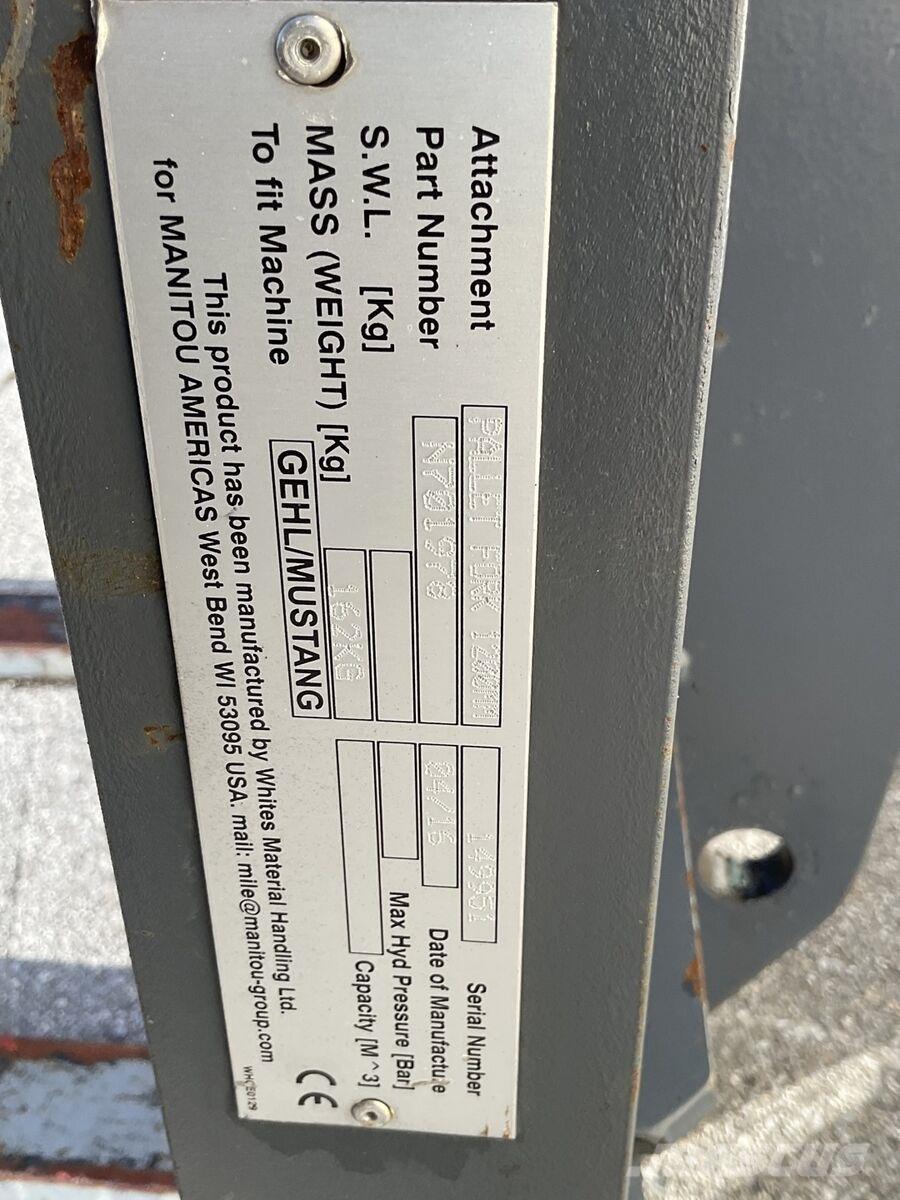 Attachment PALLET FORK 1200MM 149951 Serial Number
Part Number N701978 04/15 Date of Manufacture
S.W.L. [Kg] Max Hyd Pressure [Bar]
MASS (WEIGHT) [Kg] 162KG Capacity [M^3]
To fit Machine GEHL/MUSTANG CE
This product has been manufactured by Whites Material Handling Ltd.
for MANITOU AMERICAS West Bend WI 53095 USA. mail: mile@manitou-group.com